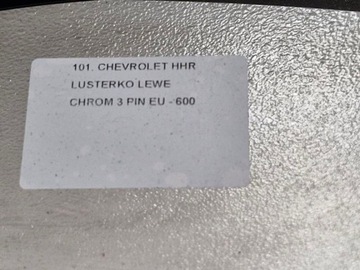 101. CHEVROLET HHR
LUSTERKO LEWE
CHROM 3 PIN EU - 600